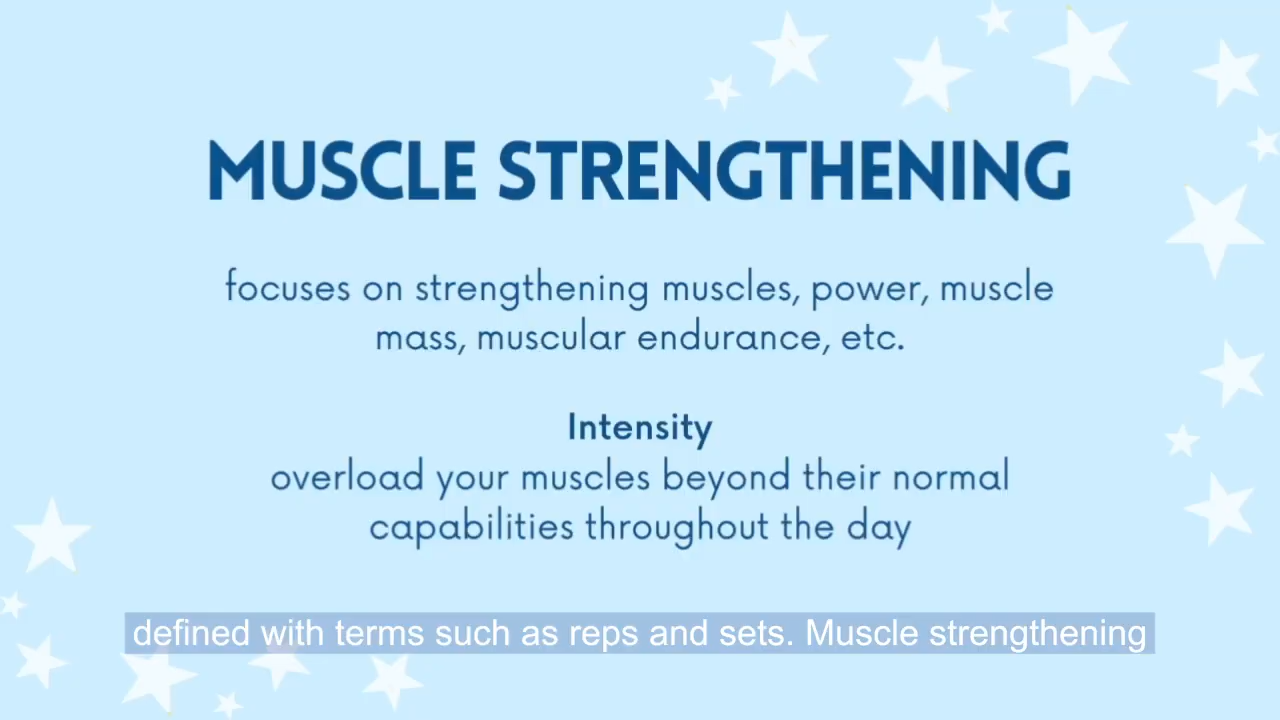 MUSCLE STRENGTHENING
focuses on strengthening muscles, power, muscle
mass, muscular endurance, etc.
Intensity
overload your muscles beyond their normal
capabilities throughout the day
defined with terms such as reps and sets. Muscle strengthening